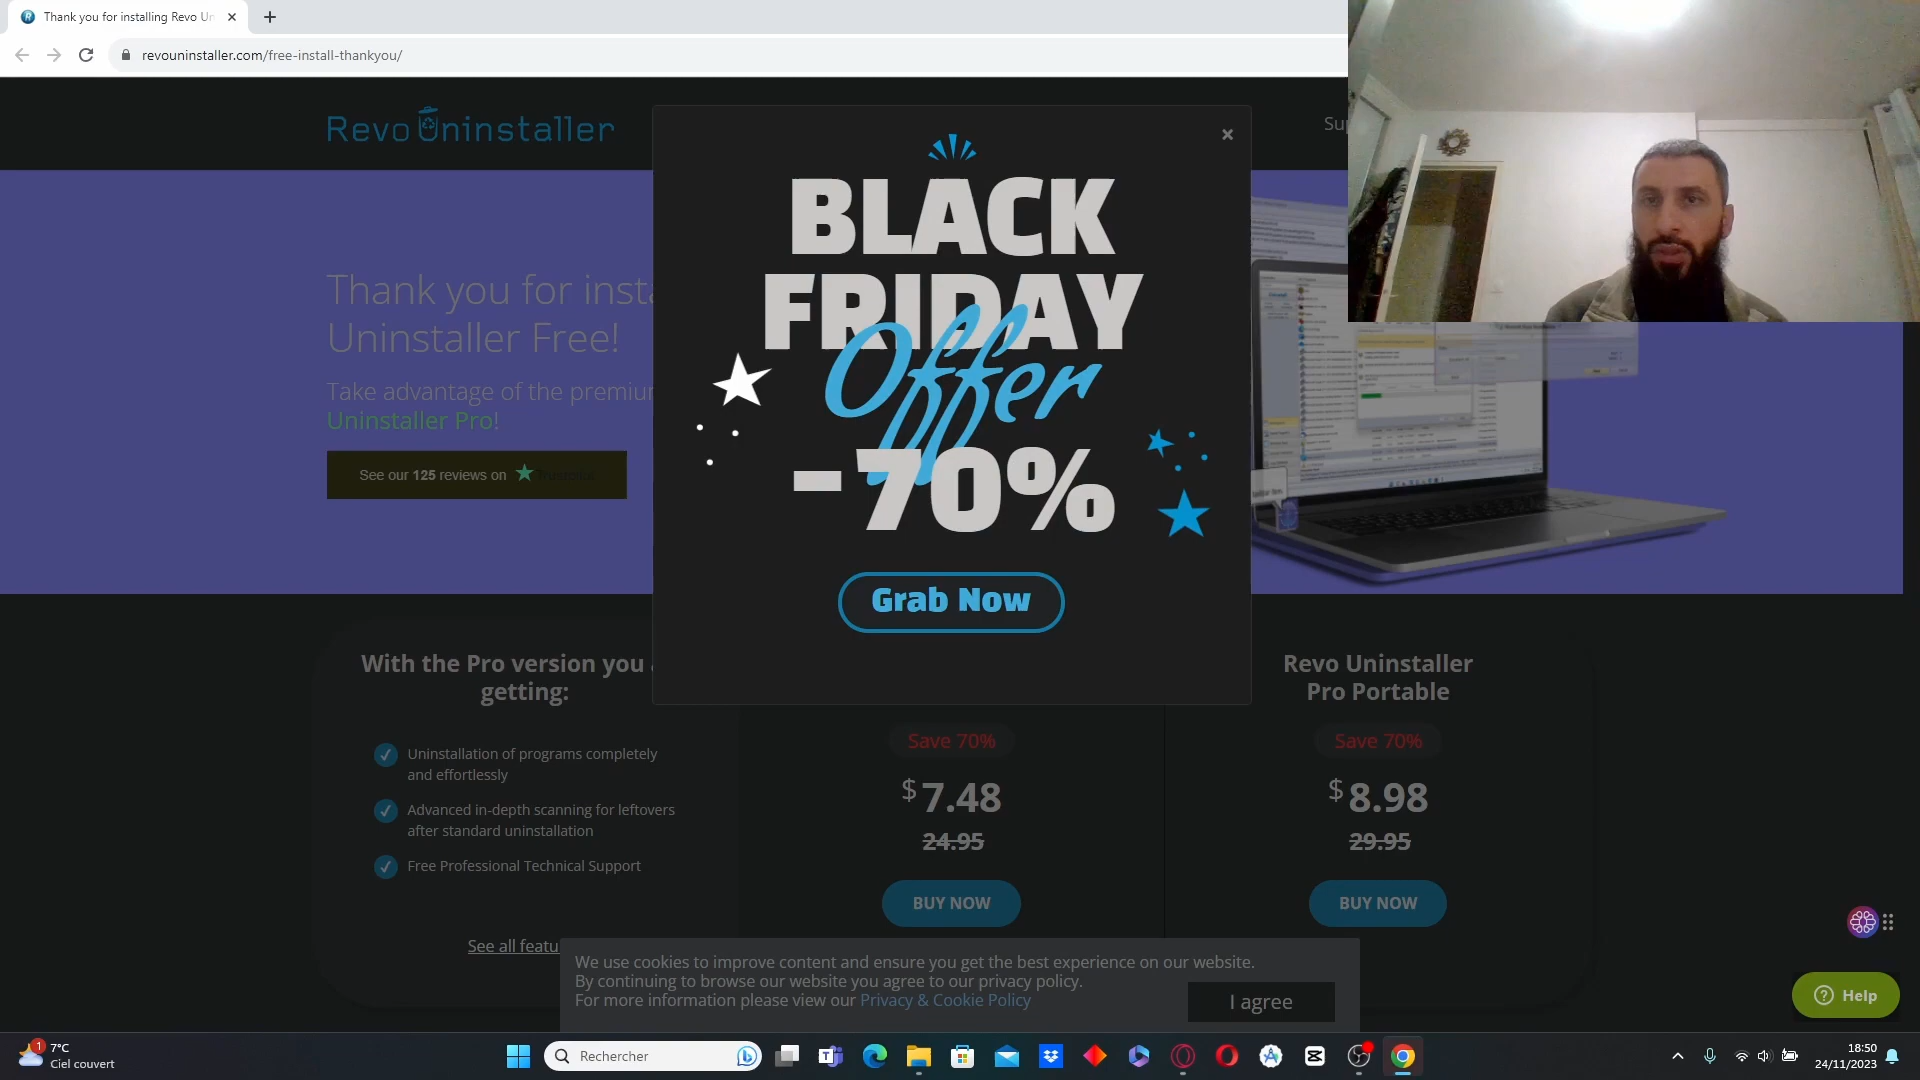 Thank you for installing Revo Un
revouninstaller.com/free-install-thankyou/
Revo Uninstaller
BLACK
FRIDAY
Offer
-70%
Grab Now
Thank you for
Uninstaller Free!
Take advantage of the
Uninstaller Pro!
See our 125 reviews on
With the Pro version you
getting:
Uninstallation of programs completely
and effortlessly
Advanced in-depth scanning for leftovers
after standard uninstallation
Free Professional Technical Support
See all
Save 70%
$7.48
24.95
BUY NOW
Revo Uninstaller
Pro Portable
Save 70%
$8.98
29.95
BUY NOW
We use cookies to improve content and ensure you get the best experience on our website.
By continuing to browse our website you agree to our privacy policy.
For more information please view our Privacy & Cookie Policy
I agree
Help
1
7°C
Ciel couvert
Rechercher
18:50
24/11/2023